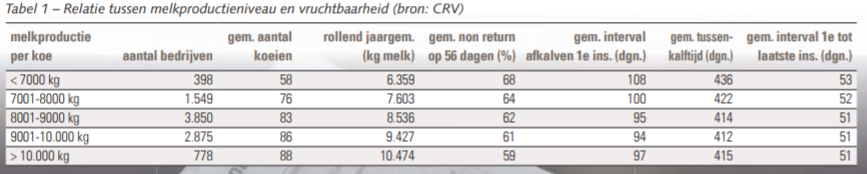 Tabel 1 – Relatie tussen melkproductieniveau en vruchtbaarheid (bron: CRV)
melkproductie gem. aantal rollend jaargem. gem. non return gem. interval gem. tussen- gem. interval 1e tot
per koe aantal bedrijven koeien (kg melk) op 56 dagen (%) afkalven 1e ins. (dgn.) kalftijd (dgn.) laatste ins. (dgn.)
< 7000 kg 398 58 6.359 68 108 436 53
7001-8000 kg 1.549 76 7.603 64 100 422 52
8001-9000 kg 3.850 83 8.536 62 95 414 51
9001-10.000 kg 2.875 86 9.427 61 94 412 51
> 10.000 kg 778 88 10.474 59 97 415 51